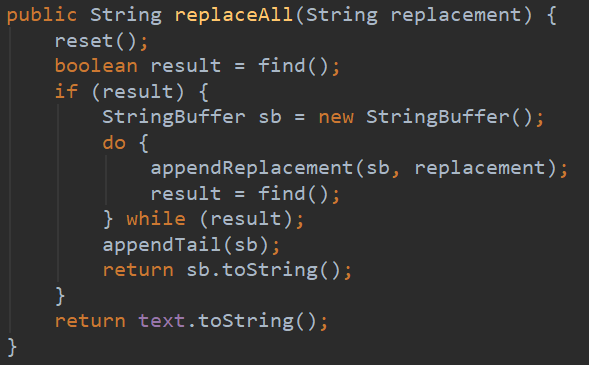 public String replaceAll(String replacement) {
    reset();
    boolean result = find();
    if (result) {
        StringBuffer sb = new StringBuffer();
        do {
            appendReplacement(sb, replacement);
            result = find();
        } while (result);
        appendTail(sb);
        return sb.toString();
    }
    return text.toString();
}